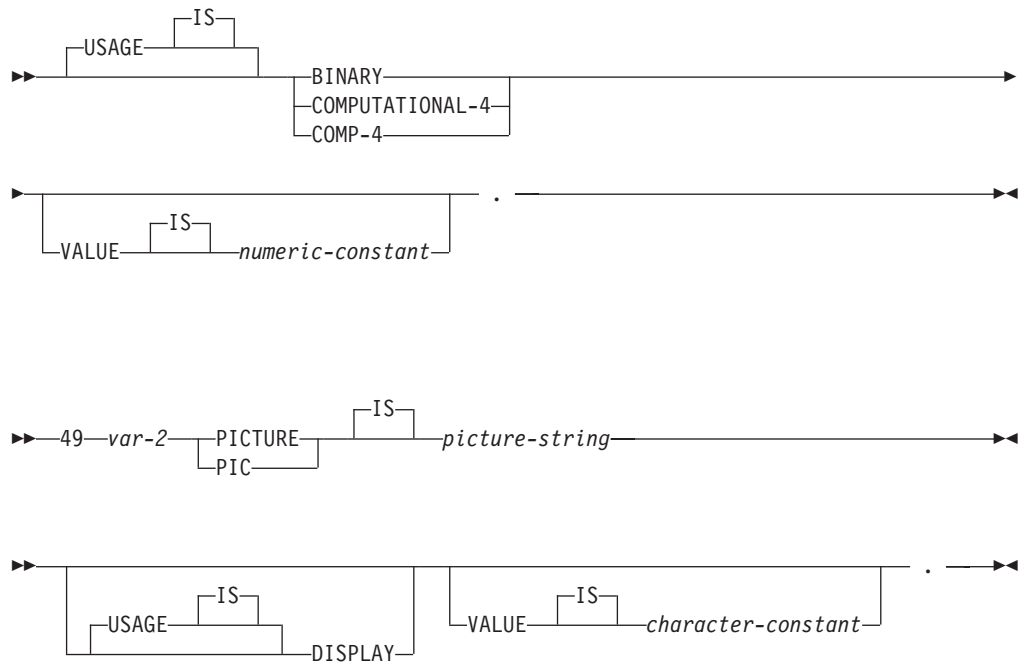 IS
USAGE
BINARY
COMPUTATIONAL-4
COMP-4
.
IS
VALUE numeric-constant
IS
49 var-2 PICTURE picture-string
PIC
.
IS IS
USAGE VALUE character-constant
DISPLAY